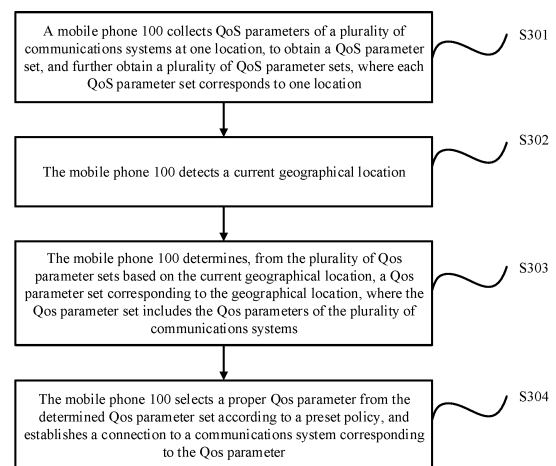 A mobile phone 100 collects QoS parameters of a plurality of
communications systems at one location, to obtain a QoS parameter
set, and further obtain a plurality of QoS parameter sets, where each
QoS parameter set corresponds to one location
S301
The mobile phone 100 detects a current geographical location
S302
The mobile phone 100 determines, from the plurality of Qos
parameter sets based on the current geographical location, a Qos
parameter set corresponding to the geographical location, where the
Qos parameter set includes the Qos parameters of the plurality of
communications systems
S303
The mobile phone 100 selects a proper Qos parameter from the
determined Qos parameter set according to a preset policy, and
establishes a connection to a communications system corresponding
to the Qos parameter
S304